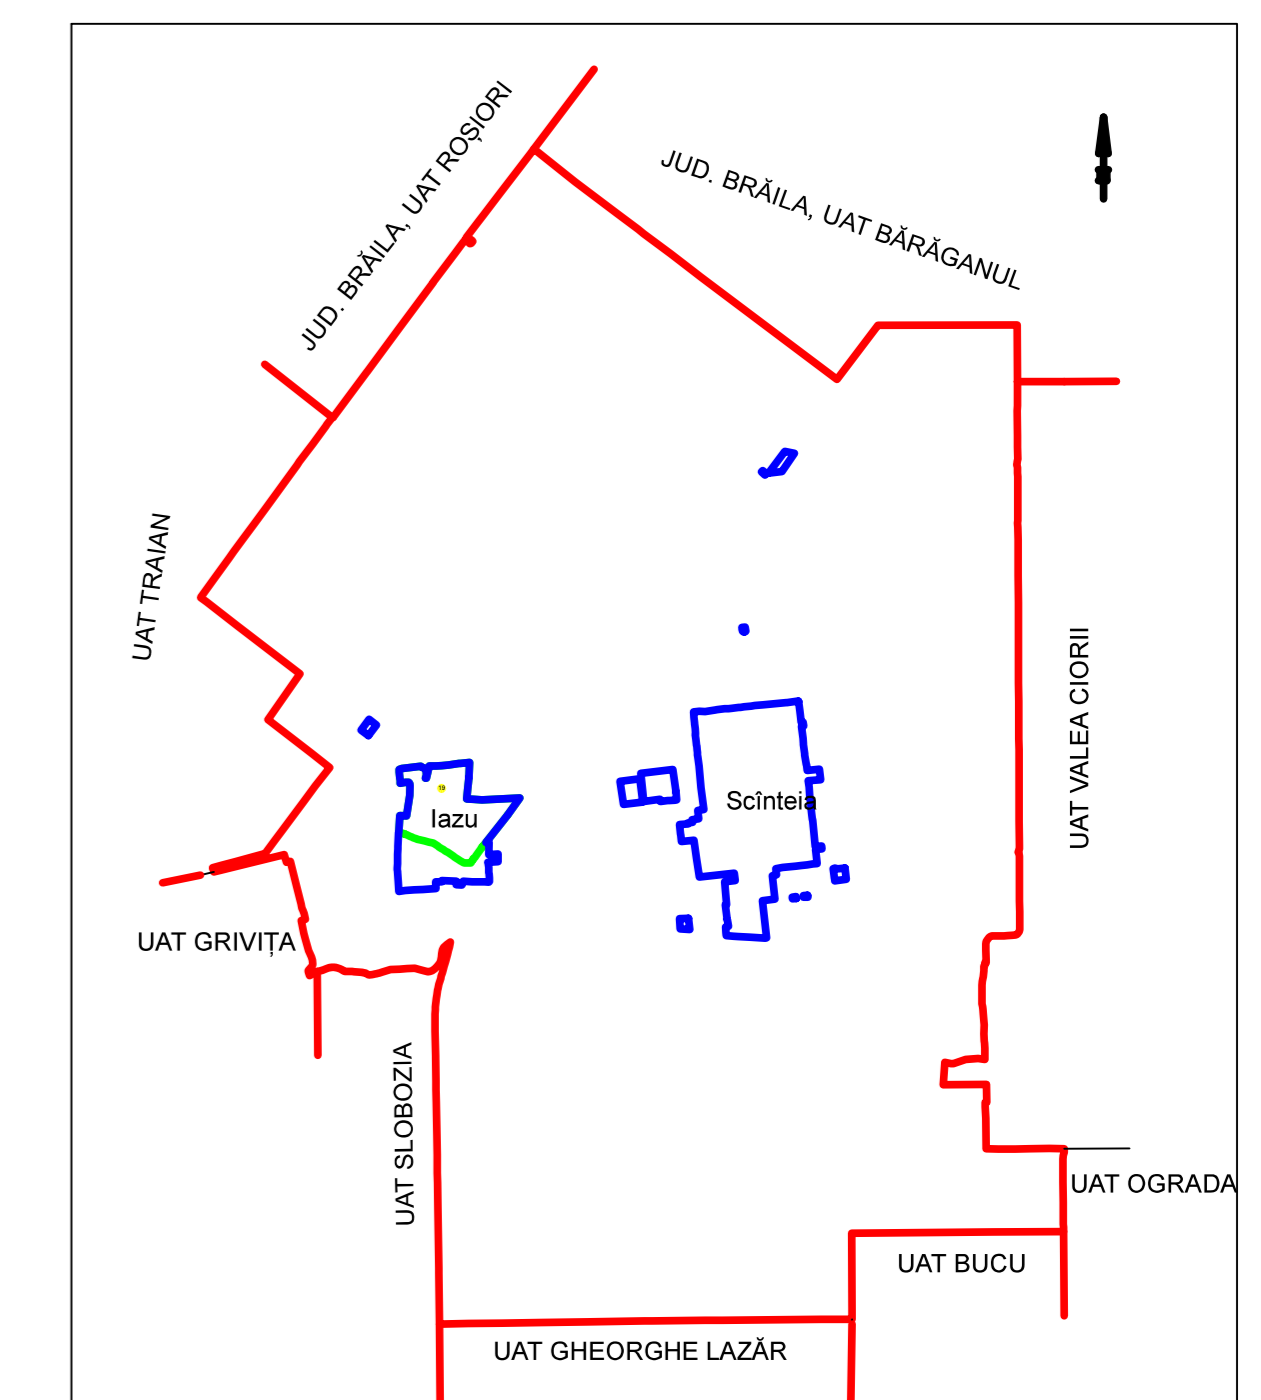 JUD. BRĂILA, UAT ROȘIORI
JUD. BRĂILA, UAT BĂRĂGANUL
UAT TRAIAN
UAT VALEA CIORII
19
Iazu
Scînteia
UAT GRIVIȚA
UAT SLOBOZIA
UAT OGRADA
UAT BUCU
UAT GHEORGHE LAZĂR